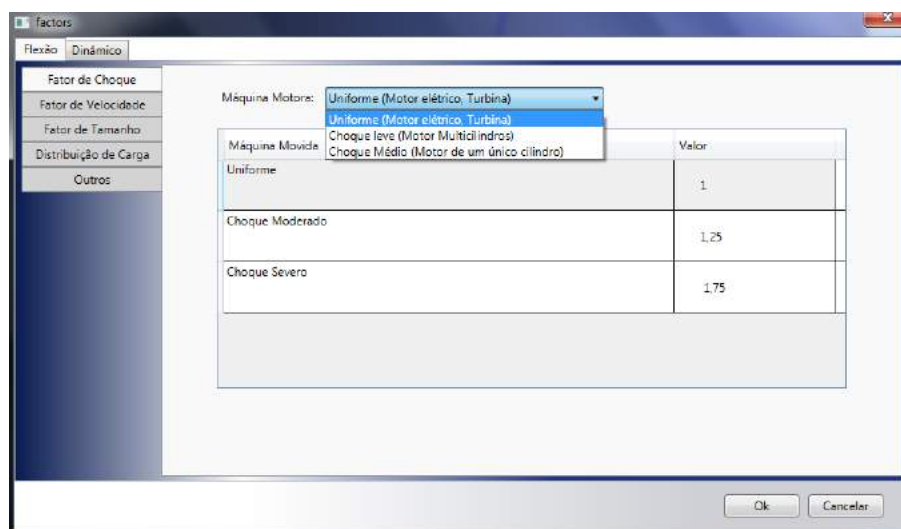 factors
Flexão Dinâmico
Fator de Choque
Fator de Velocidade
Fator de Tamanho
Distribuição de Carga
Outros
Máquina Motora: Uniforme (Motor elétrico, Turbina)
Uniforme (Motor elétrico, Turbina)
Choque leve (Motor Multicilindros)
Choque Médio (Motor de um único cilindro)
Máquina Movida Valor
Uniforme 1
Choque Moderado 1,25
Choque Severo 1,75
Ok Cancelar